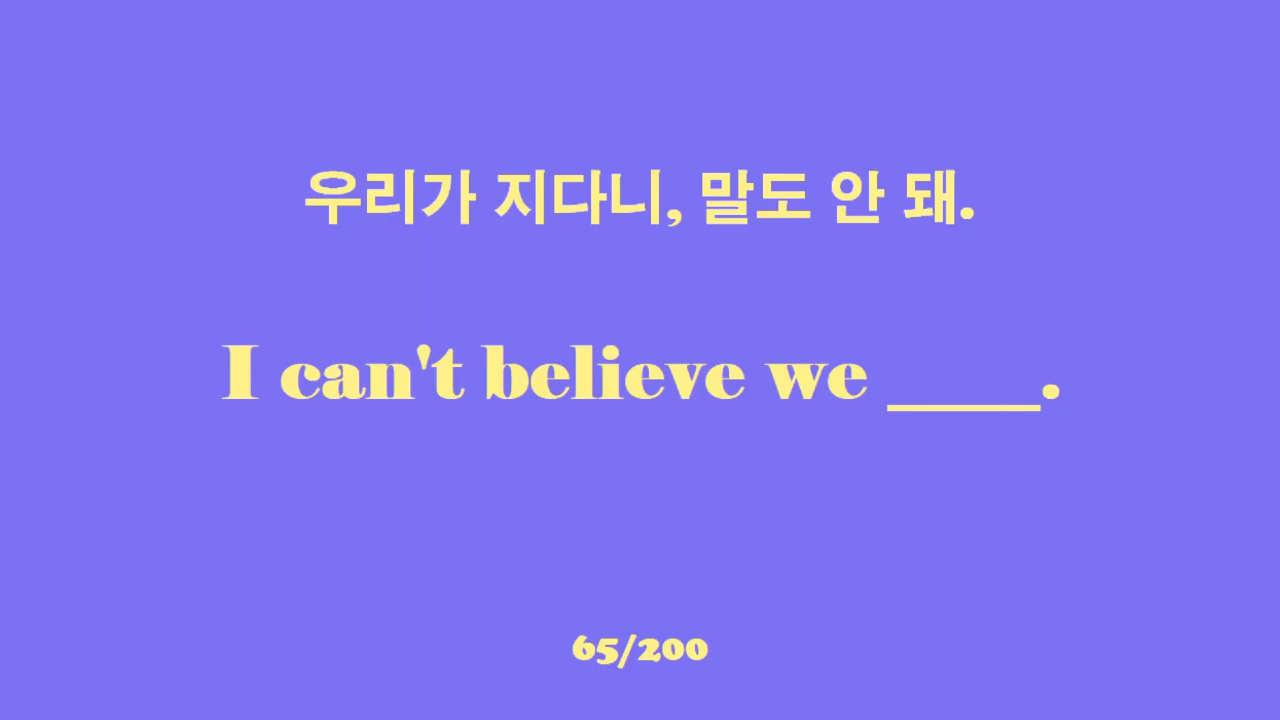 우리가 지다니, 말도 안 돼.
I can't believe we ____.
65/200